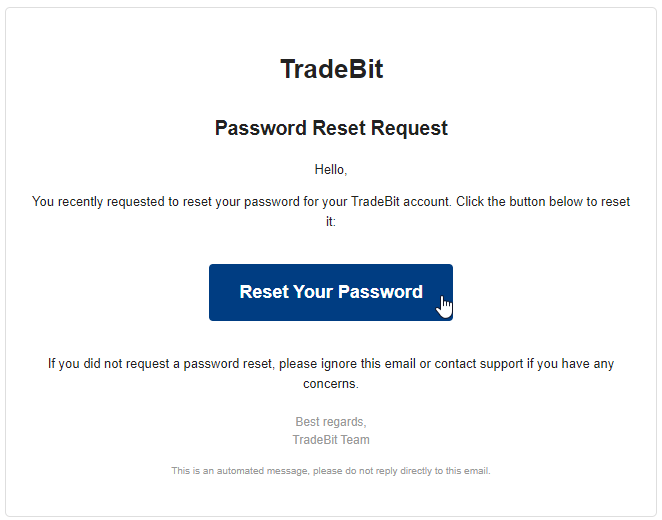 TradeBit
Password Reset Request
Hello,
You recently requested to reset your password for your TradeBit account. Click the button below to reset
it:
Reset Your Password
If you did not request a password reset, please ignore this email or contact support if you have any
concerns.
Best regards,
TradeBit Team
This is an automated message, please do not reply directly to this email.